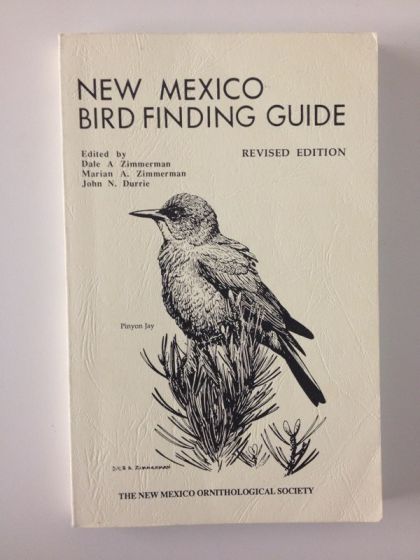 NEW MEXICO
BIRD FINDING GUIDE
Edited by
Dale A Zimmerman
Marian A. Zimmerman
John N. Durrie
REVISED EDITION
Pinyon Jay
DALE A. Zimmerman
THE NEW MEXICO ORNITHOLOGICAL SOCIETY